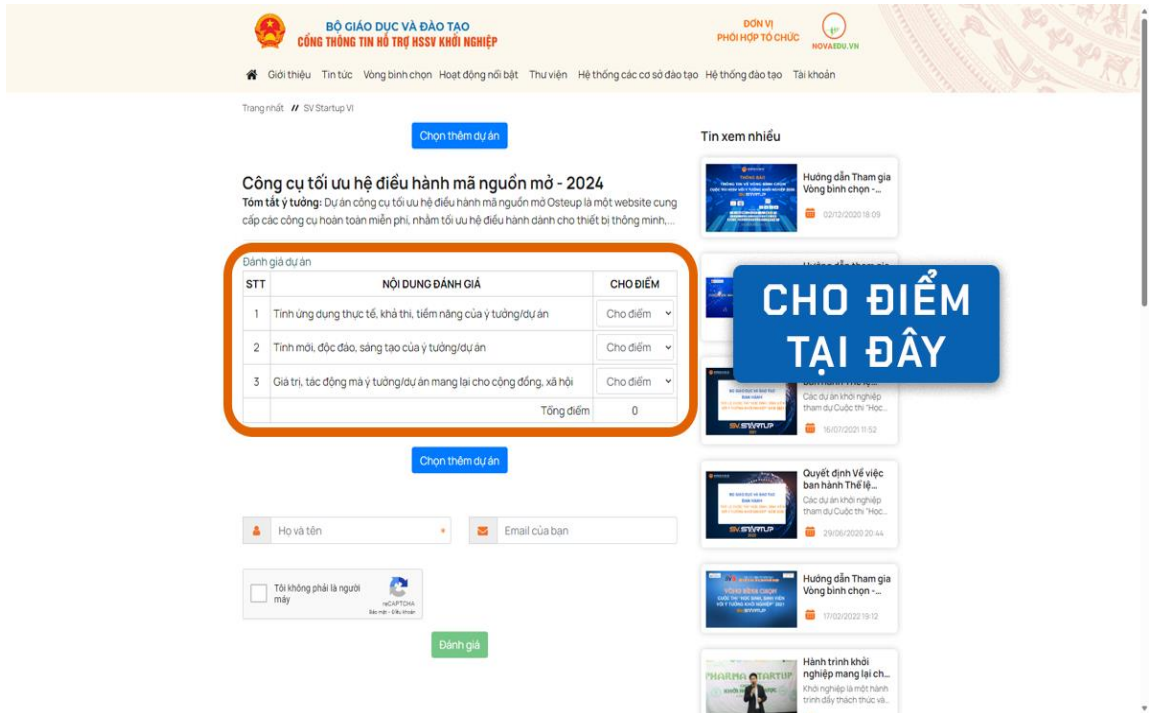 BỘ GIÁO DỤC VÀ ĐÀO TẠO
CỔNG THÔNG TIN HỖ TRỢ HSSV KHỞI NGHIỆP
ĐƠN VỊ
PHỐI HỢP TỔ CHỨC
NOVAEDU.VN
Giới thiệu Tin tức Vòng bình chọn Hoạt động nổi bật Thư viện Hệ thống các cơ sở đào tạo Hệ thống đào tạo Tài khoản
Trang nhất // SV Startup VI
Chọn thêm dự án
Công cụ tối ưu hệ điều hành mã nguồn mở - 2024
Tóm tắt ý tưởng: Dự án công cụ tối ưu hệ điều hành mã nguồn mở Osteup là một website cung
cấp các công cụ hoàn toàn miễn phí, nhằm tối ưu hệ điều hành dành cho thiết bị thông minh,...
Đánh giá dự án
STT NỘI DUNG ĐÁNH GIÁ CHO ĐIỂM
1 Tính ứng dụng thực tế, khả thi, tiềm năng của ý tưởng/dự án Cho điểm
2 Tính mới, độc đáo, sáng tạo của ý tưởng/dự án Cho điểm
3 Giá trị, tác động mà ý tưởng/dự án mang lại cho cộng đồng, xã hội Cho điểm
Tổng điểm 0
CHO ĐIỂM
TẠI ĐÂY
Chọn thêm dự án
Họ và tên *
Email của bạn
Tôi không phải là người
máy
reCAPTCHA
Bảo mật - Điều khoản
Đánh giá
Tin xem nhiều
Hướng dẫn Tham gia
Vòng bình chọn -...
02/12/2020 18:09
Các dự án khởi nghiệp
tham dự Cuộc thi "Học...
SV.STARTUP
16/07/2021 11:52
Quyết định Về việc
ban hành Thể lệ...
Các dự án khởi nghiệp
tham dự Cuộc thi "Học...
SV.STARTUP
29/06/2020 20:44
Hướng dẫn Tham gia
Vòng bình chọn -...
VÒNG BÌNH CHỌN
17/02/2022 19:12
Hành trình khởi
nghiệp mang lại ch...
Khởi nghiệp là một hành
trình đầy thách thức và...